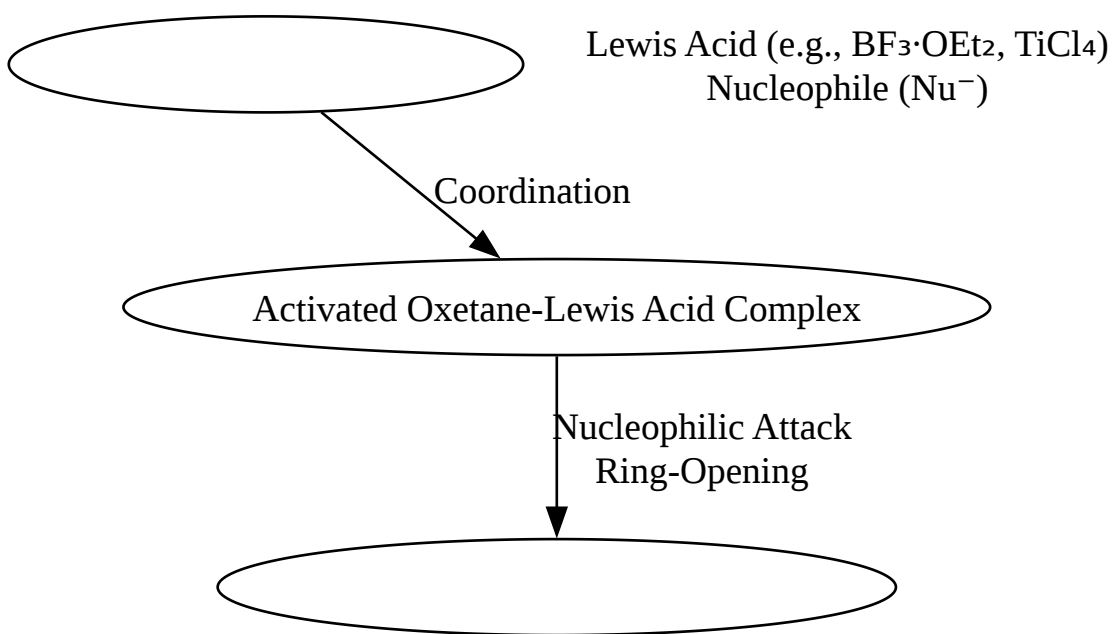 Lewis Acid (e.g., BF₃·OEt₂, TiCl₄)
Nucleophile (Nu⁻)
Coordination
Activated Oxetane-Lewis Acid Complex
Nucleophilic Attack
Ring-Opening